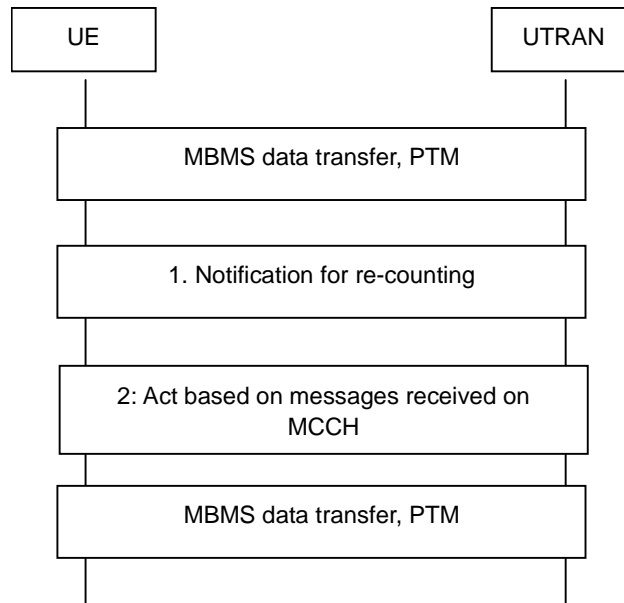 UE
UTRAN
MBMS data transfer, PTM
1. Notification for re-counting
2: Act based on messages received on
MCCH
MBMS data transfer, PTM